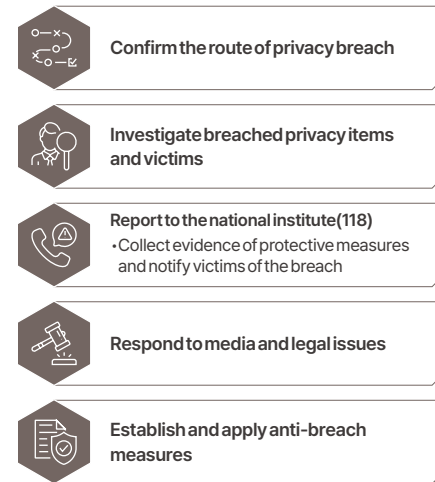 Confirm the route of privacy breach
Investigate breached privacy items
and victims
Report to the national institute(118)
•Collect evidence of protective measures
and notify victims of the breach
Respond to media and legal issues
Establish and apply anti-breach
measures